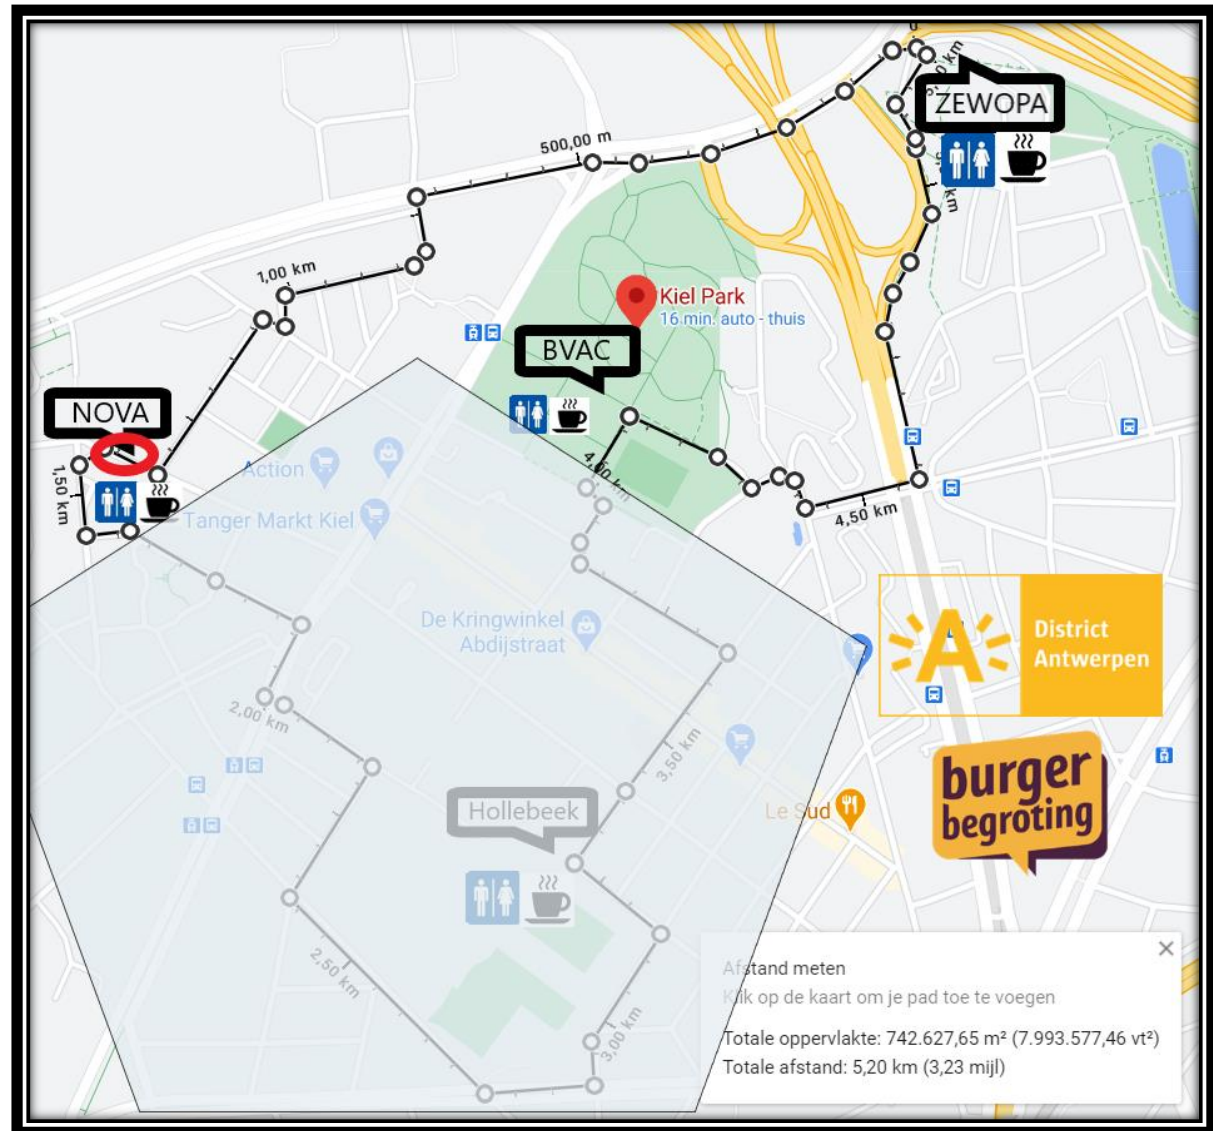 ZEWOPA
500,00 m
1,00 km
Kiel Park
16 min. auto - thuis
BVAC
NOVA
1,50 km
Action
4,00 km
Tanger Markt Kiel
4,50 km
De Kringwinkel
Abdijstraat
District
Antwerpen
A
2,00 km
3,50 km
burger
begroting
Hollebeek
Le Sud
2,50 km
3,00 km
Afstand meten
Klik op de kaart om je pad toe te voegen
Totale oppervlakte: 742.627,65 m² (7.993.577,46 vt²)
Totale afstand: 5,20 km (3,23 mijl)